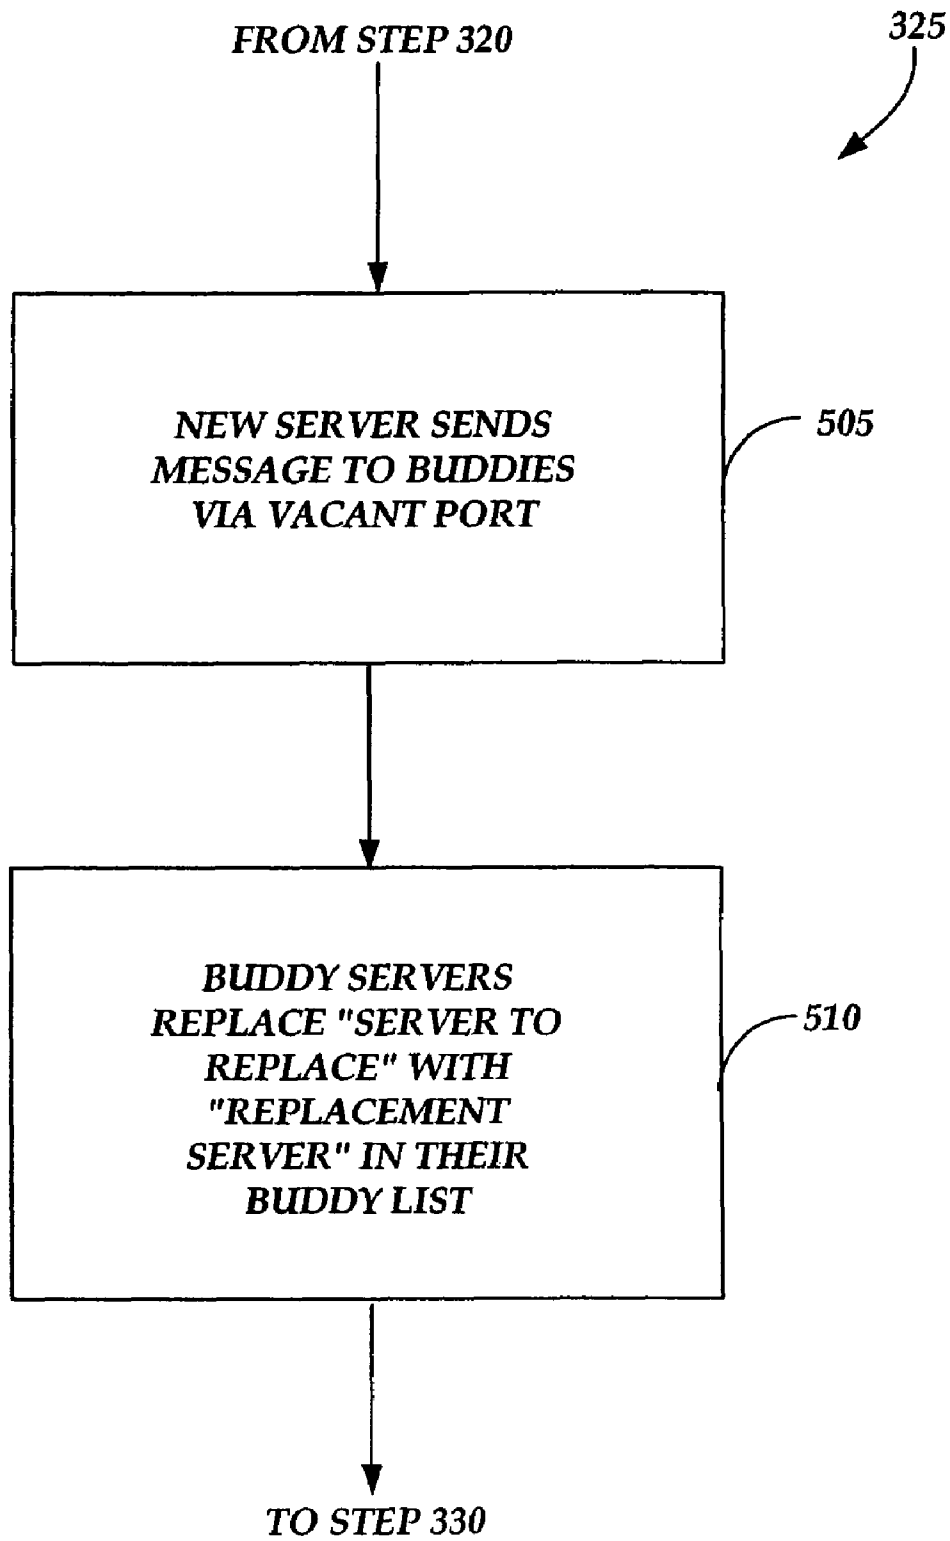 FROM STEP 320
325
NEW SERVER SENDS
MESSAGE TO BUDDIES
VIA VACANT PORT
505
BUDDY SERVERS
REPLACE "SERVER TO
REPLACE" WITH
"REPLACEMENT
SERVER" IN THEIR
BUDDY LIST
510
TO STEP 330